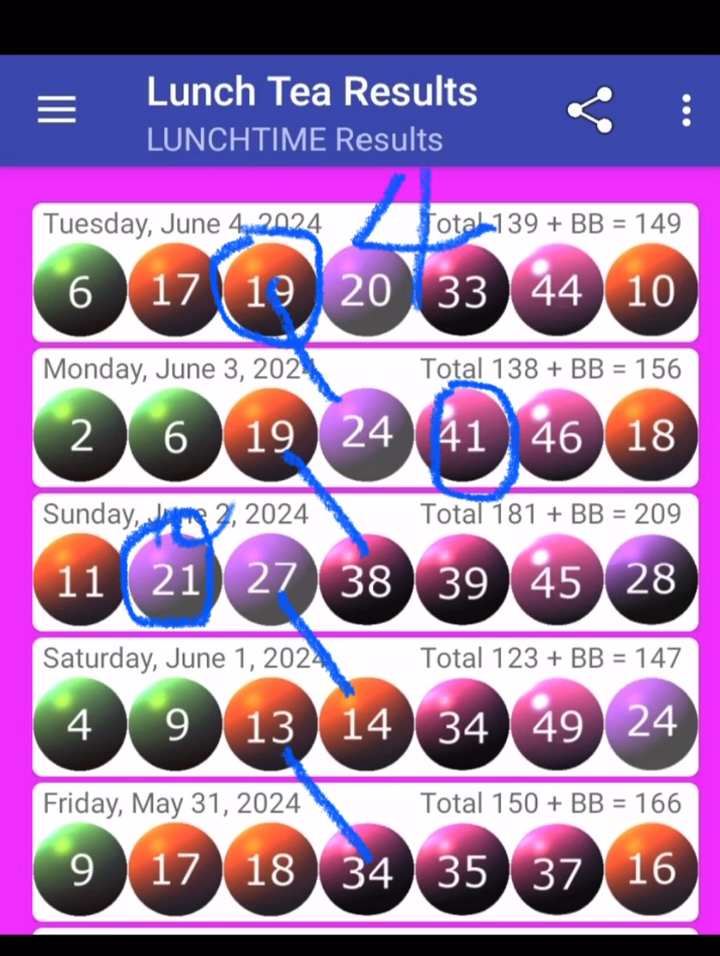 Lunch Tea Results
LUNCHTIME Results
4
Tuesday, June 4, 2024 Total 139 + BB = 149
6 17 19 20 33 44 10
Monday, June 3, 2024 Total 138 + BB = 156
2 6 19 24 41 46 18
Sunday, June 2, 2024 Total 181 + BB = 209
11 21 27 38 39 45 28
Saturday, June 1, 2024 Total 123 + BB = 147
4 9 13 14 34 49 24
Friday, May 31, 2024 Total 150 + BB = 166
9 17 18 34 35 37 16